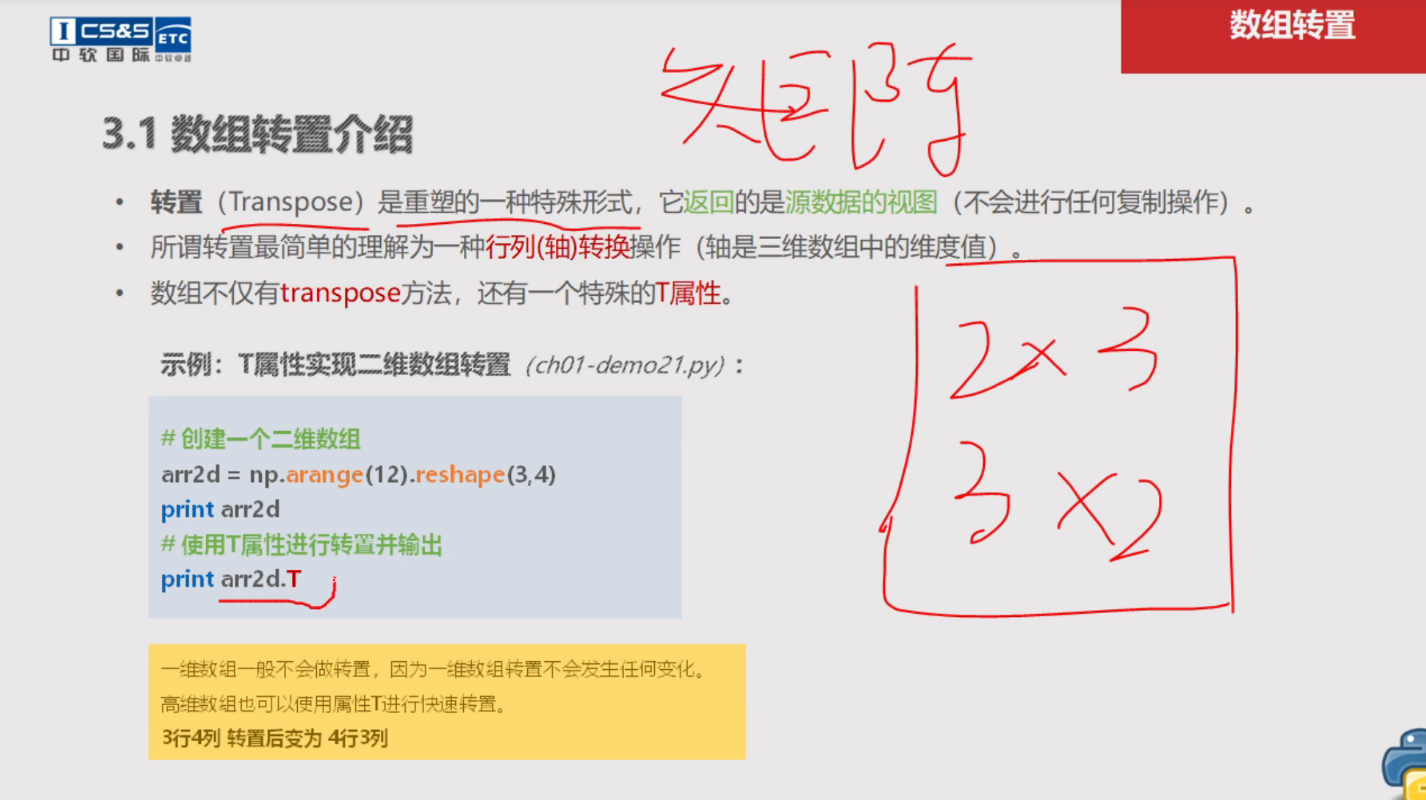 I CS&S ETC
中软国际 中软卓越
数组转置
矩阵
3.1 数组转置介绍
• 转置（Transpose）是重塑的一种特殊形式，它返回的是源数据的视图（不会进行任何复制操作）。
• 所谓转置最简单的理解为一种行列(轴)转换操作（轴是三维数组中的维度值）。
• 数组不仅有transpose方法，还有一个特殊的T属性。
2×3
3×2
示例：T属性实现二维数组转置（ch01-demo21.py）：
# 创建一个二维数组
arr2d = np.arange(12).reshape(3,4)
print arr2d
# 使用T属性进行转置并输出
print arr2d.T
一维数组一般不会做转置，因为一维数组转置不会发生任何变化。
高维数组也可以使用属性T进行快速转置。
3行4列 转置后变为 4行3列